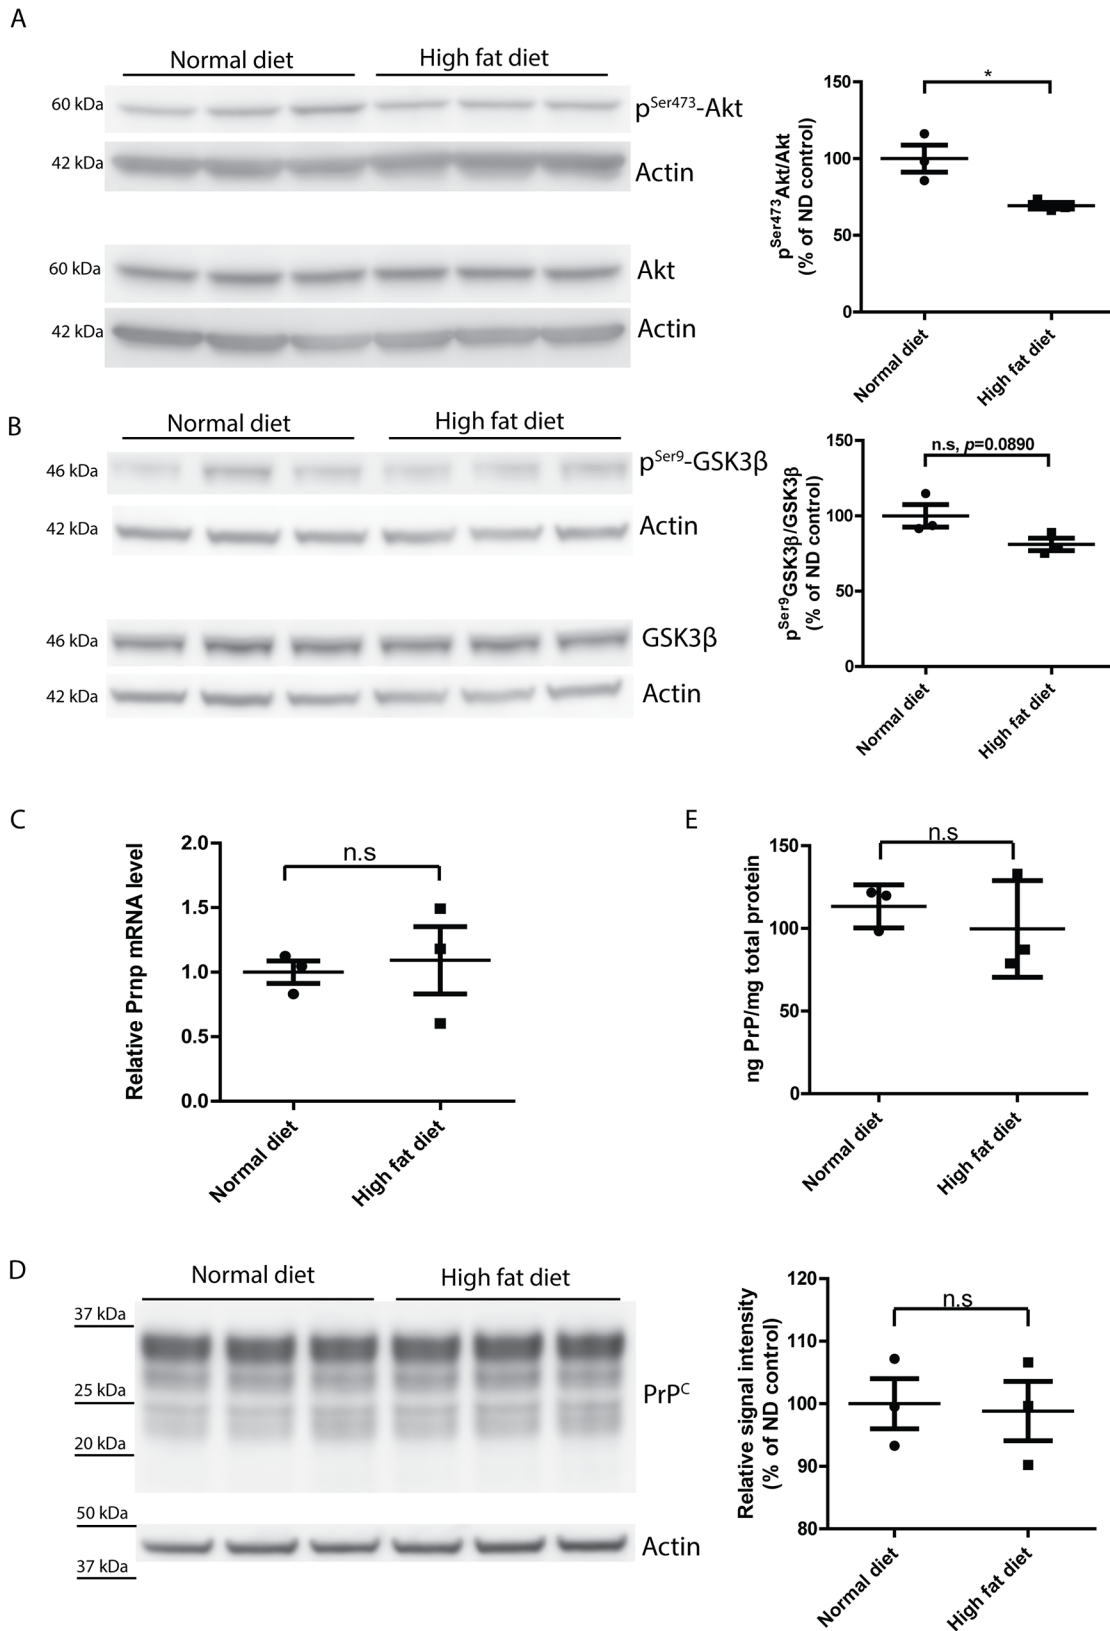 A
Normal diet
High fat diet
60 kDa
pSer473-Akt
42 kDa
Actin
60 kDa
Akt
42 kDa
Actin
pSer473Akt/Akt
(% of ND control)
150
100
50
0
*
Normal diet
High fat diet
B
Normal diet
High fat diet
46 kDa
pSer9-GSK3β
42 kDa
Actin
46 kDa
GSK3β
42 kDa
Actin
pSer9GSK3β/GSK3β
(% of ND control)
150
100
50
0
n.s, p=0.0890
Normal diet
High fat diet
C
Relative Prnp mRNA level
2.0
1.5
1.0
0.5
0.0
n.s
Normal diet
High fat diet
E
ng PrP/mg total protein
150
100
50
0
n.s
Normal diet
High fat diet
D
Normal diet
High fat diet
37 kDa
25 kDa
20 kDa
PrPC
50 kDa
37 kDa
Actin
Relative signal intensity
(% of ND control)
120
110
100
90
80
n.s
Normal diet
High fat diet